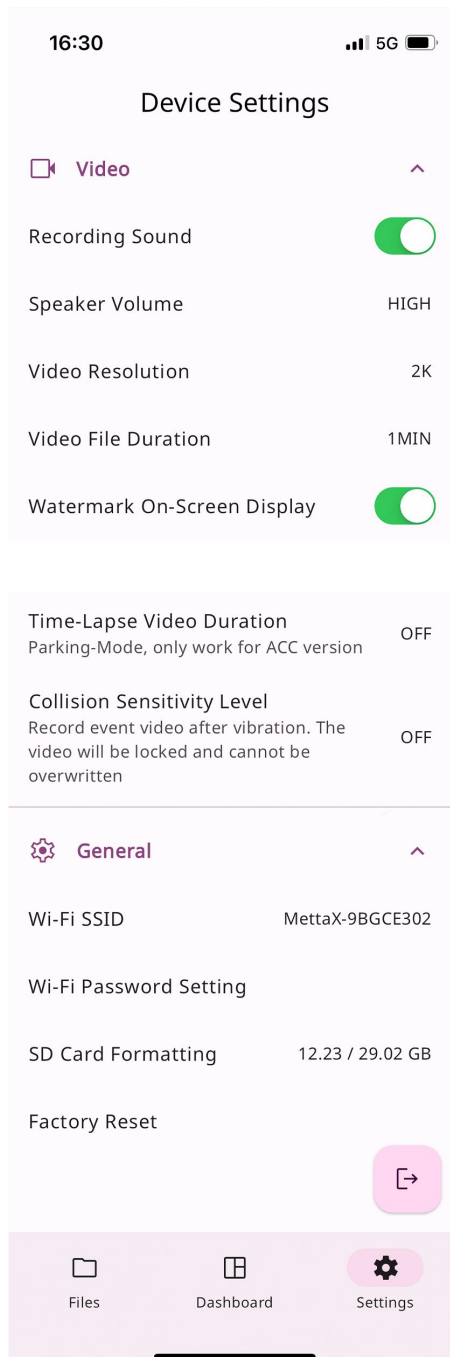 16:30
5G
Device Settings
Video
Recording Sound
Speaker Volume HIGH
Video Resolution 2K
Video File Duration 1MIN
Watermark On-Screen Display
Time-Lapse Video Duration
Parking-Mode, only work for ACC version
OFF
Collision Sensitivity Level
Record event video after vibration. The
video will be locked and cannot be
overwritten
OFF
General
Wi-Fi SSID MettaX-9BGCE302
Wi-Fi Password Setting
SD Card Formatting 12.23 / 29.02 GB
Factory Reset
Files Dashboard Settings